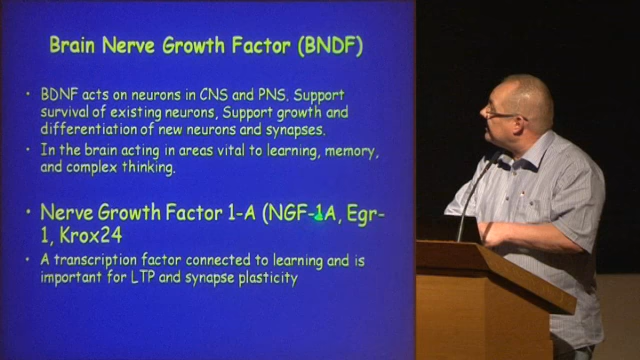 Brain Nerve Growth Factor (BNDF)
• BDNF acts on neurons in CNS and PNS. Support
survival of existing neurons, Support growth and
differentiation of new neurons and synapses.
• In the brain acting in areas vital to learning, memory,
and complex thinking.
• Nerve Growth Factor 1-A (NGF-1A, Egr-
1, Krox24
• A transcription factor connected to learning and is
important for LTP and synapse plasticity